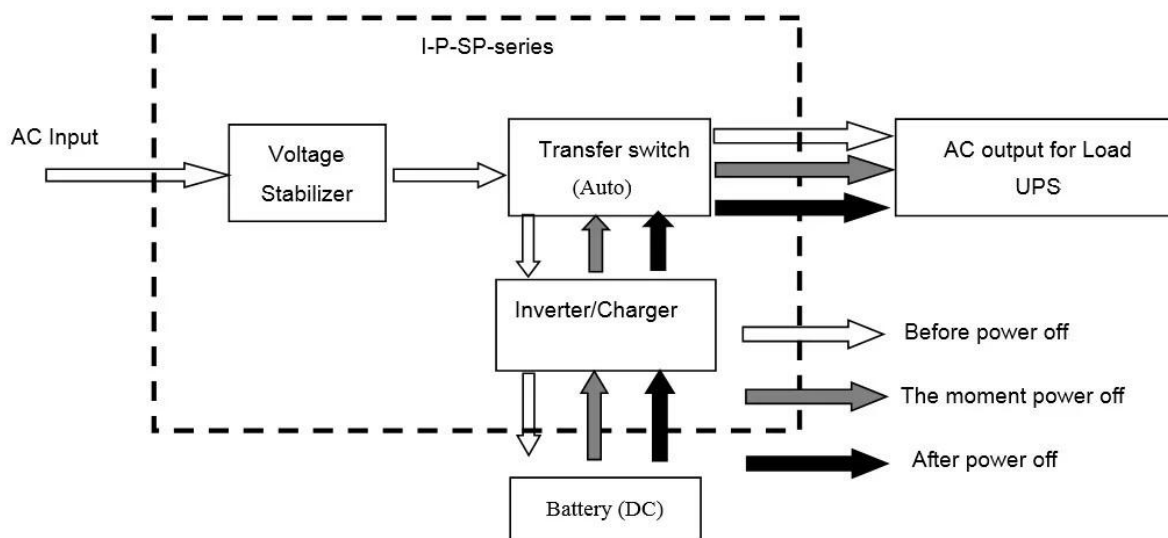 I-P-SP-series
AC Input
Voltage
Stabilizer
Transfer switch
(Auto)
AC output for Load
UPS
Inverter/Charger
Before power off
The moment power off
After power off
Battery (DC)